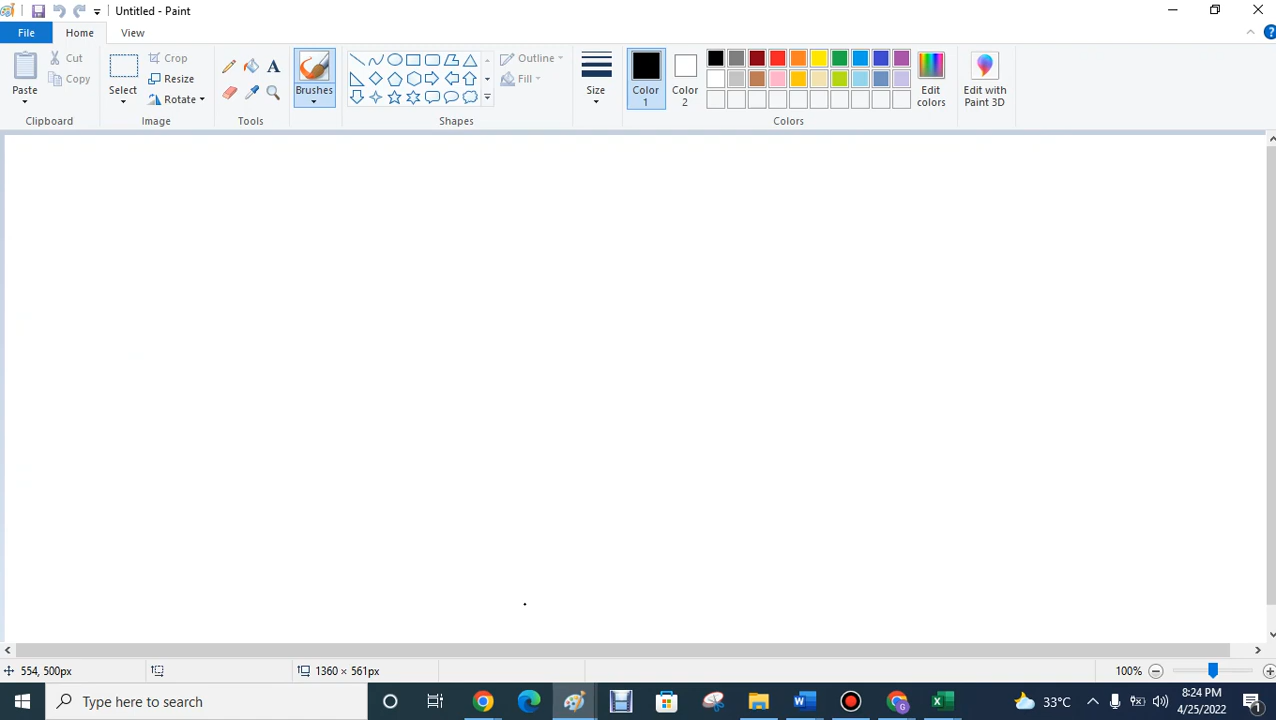 Untitled - Paint
File Home View
Paste
Cut
Copy
Clipboard
Select
Crop
Resize
Rotate
Image
A
Tools
Brushes
Shapes
Outline
Fill
Size
Color 1
Color 2
Colors
Edit colors
Edit with Paint 3D
554, 500px
1360 × 561px
100%
Type here to search
33°C
8:24 PM
4/25/2022
1